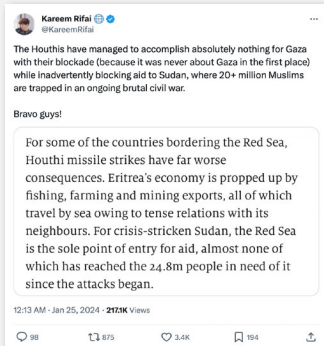 Kareem Rifai
@KareemRifai
The Houthis have managed to accomplish absolutely nothing for Gaza
with their blockade (because it was never about Gaza in the first place)
while inadvertently blocking aid to Sudan, where 20+ million Muslims
are trapped in an ongoing brutal civil war.
Bravo guys!
For some of the countries bordering the Red Sea,
Houthi missile strikes have far worse
consequences. Eritrea's economy is propped up by
fishing, farming and mining exports, all of which
travel by sea owing to tense relations with its
neighbours. For crisis-stricken Sudan, the Red Sea
is the sole point of entry for aid, almost none of
which has reached the 24.8m people in need of it
since the attacks began.
12:13 AM · Jan 25, 2024 · 217.1K Views
98 875 3.4K 194